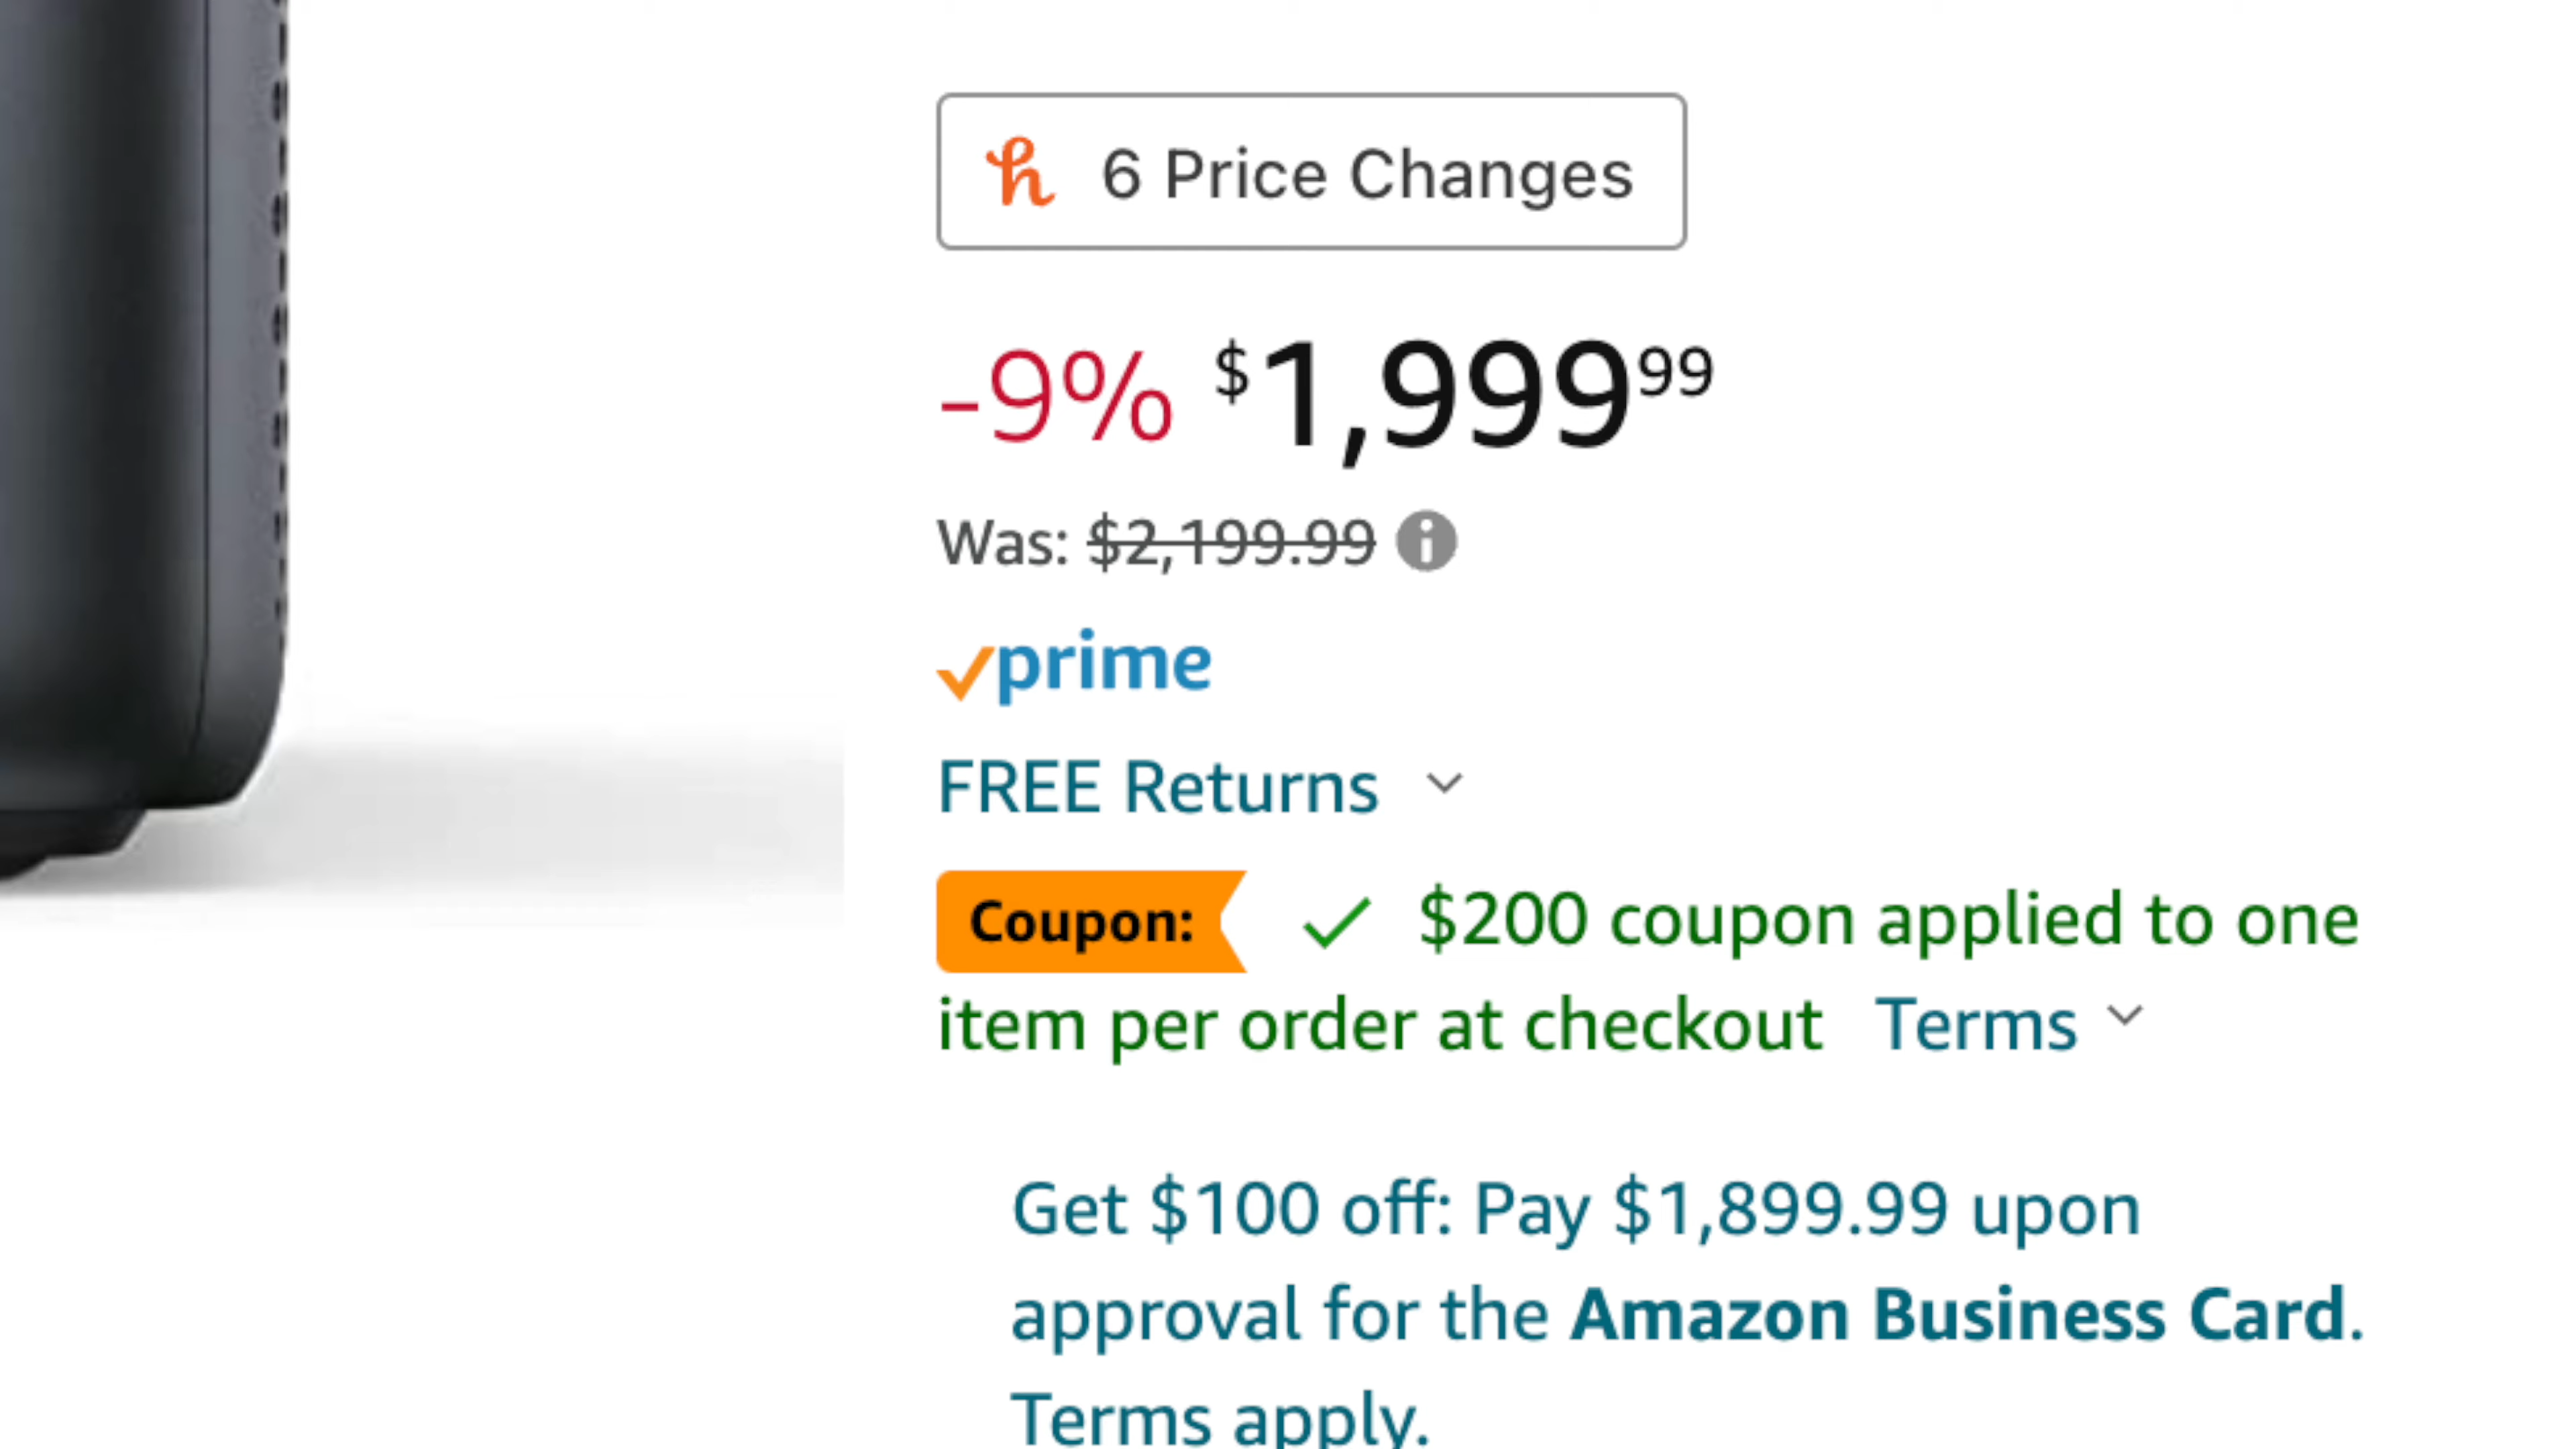 6 Price Changes
-9% $1,999 99
Was: $2,199.99
prime
FREE Returns
Coupon: $200 coupon applied to one
item per order at checkout Terms
Get $100 off: Pay $1,899.99 upon
approval for the Amazon Business Card.
Terms apply.